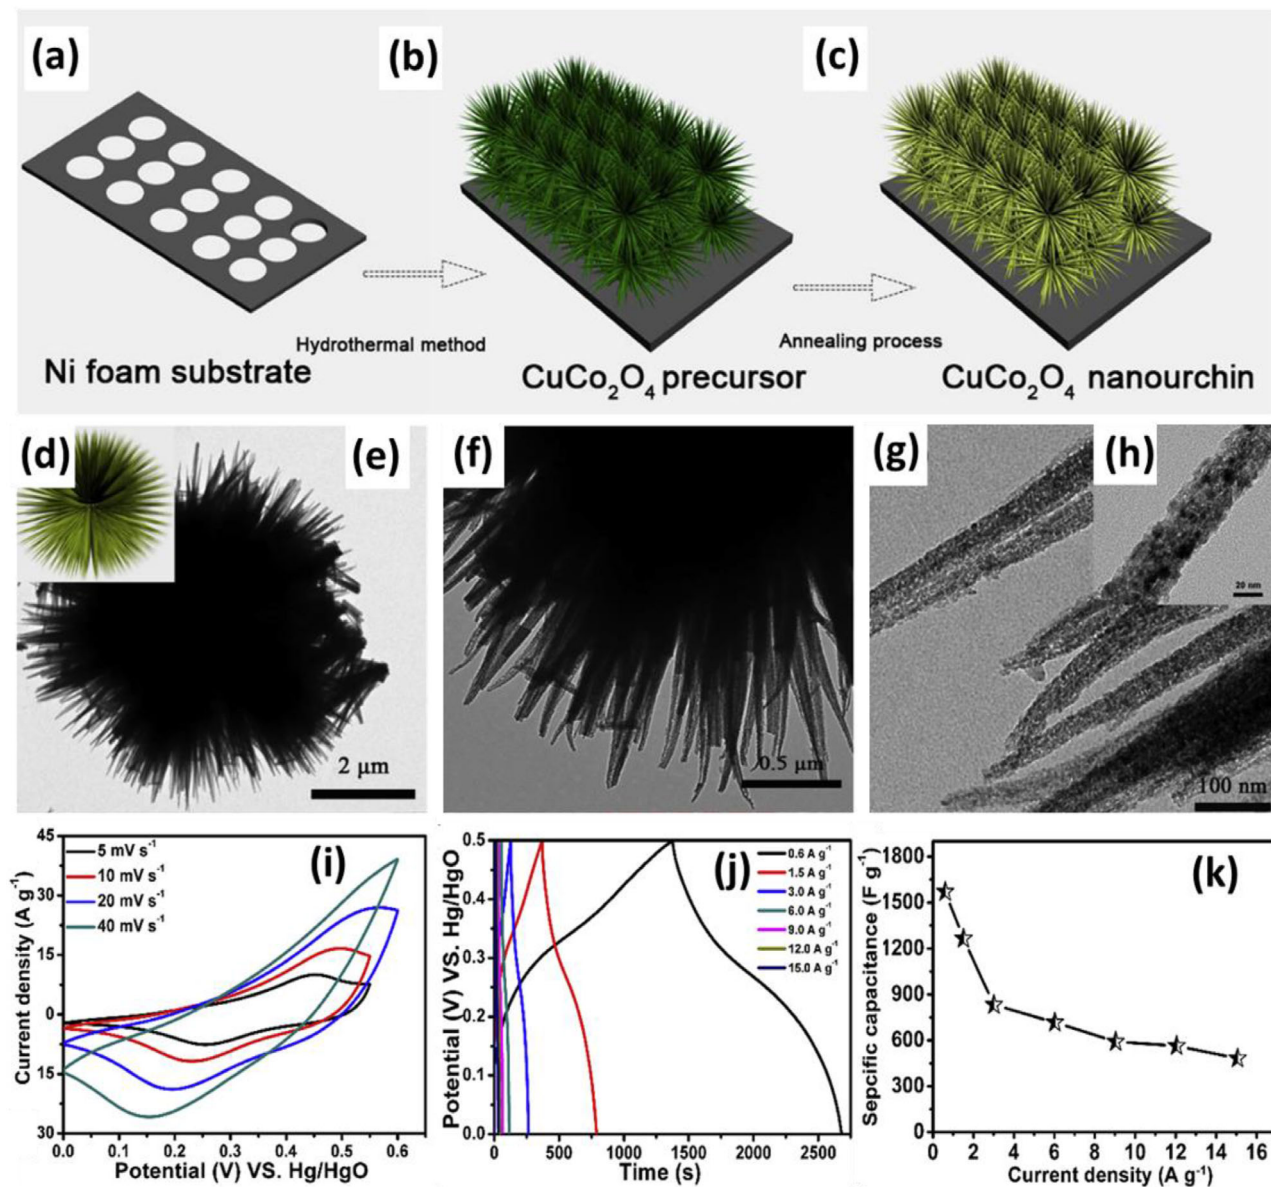 (a)
(b)
(c)
Hydrothermal method
Annealing process
Ni foam substrate
CuCo₂O₄ precursor
CuCo₂O₄ nanourchin
(d)
(e)
2 μm
(f)
0.5 μm
(g)
(h)
20 nm
100 nm
(i)
5 mV s⁻¹
10 mV s⁻¹
20 mV s⁻¹
40 mV s⁻¹
Current density (A g⁻¹)
45
30
15
0
15
30
0.0 0.1 0.2 0.3 0.4 0.5 0.6
Potential (V) VS. Hg/HgO
(j)
0.6 A g⁻¹
1.5 A g⁻¹
3.0 A g⁻¹
6.0 A g⁻¹
9.0 A g⁻¹
12.0 A g⁻¹
15.0 A g⁻¹
Potential (V) VS. Hg/HgO
0.5
0.4
0.3
0.2
0.1
0.0
0 500 1000 1500 2000 2500
Time (s)
(k)
Sepcific capacitance (F g⁻¹)
1800
1500
1200
900
600
300
0
0 2 4 6 8 10 12 14 16
Current density (A g⁻¹)